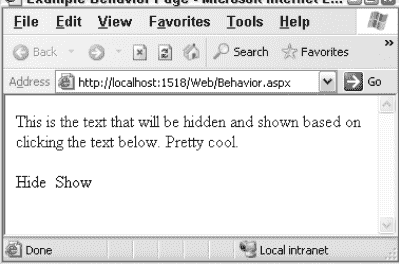 Example Behavior Page - Microsoft Internet E...
File Edit View Favorites Tools Help
Back Search Favorites »
Address http://localhost:1518/Web/Behavior.aspx Go
This is the text that will be hidden and shown based on
clicking the text below. Pretty cool.
Hide Show
Done Local intranet